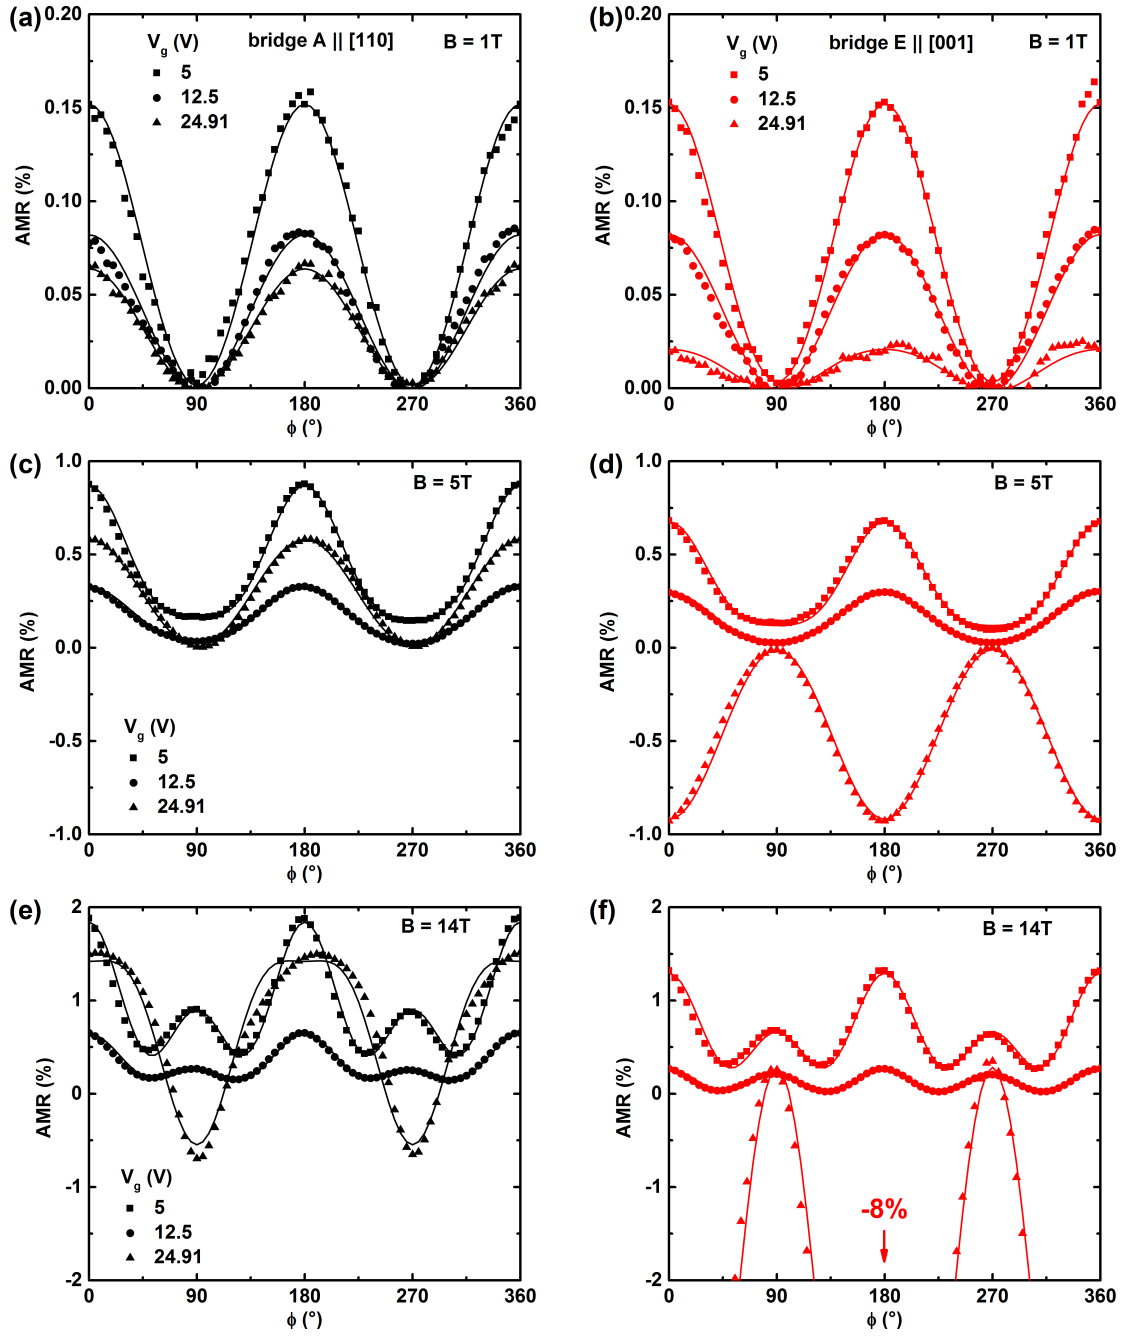 (a)
V_g (V)
bridge A || [110]
B = 1T
5
12.5
24.91
0.20
0.15
0.10
0.05
0.00
AMR (%)
0 90 180 270 360
ϕ (°)
(b)
V_g (V)
bridge E || [001]
B = 1T
5
12.5
24.91
0.20
0.15
0.10
0.05
0.00
AMR (%)
0 90 180 270 360
ϕ (°)
(c)
B = 5T
1.0
0.5
0.0
-0.5
-1.0
AMR (%)
V_g (V)
5
12.5
24.91
0 90 180 270 360
ϕ (°)
(d)
B = 5T
1.0
0.5
0.0
-0.5
-1.0
AMR (%)
0 90 180 270 360
ϕ (°)
(e)
B = 14T
2
1
0
-1
-2
AMR (%)
V_g (V)
5
12.5
24.91
0 90 180 270 360
ϕ (°)
(f)
B = 14T
2
1
0
-1
-2
AMR (%)
-8%
0 90 180 270 360
ϕ (°)